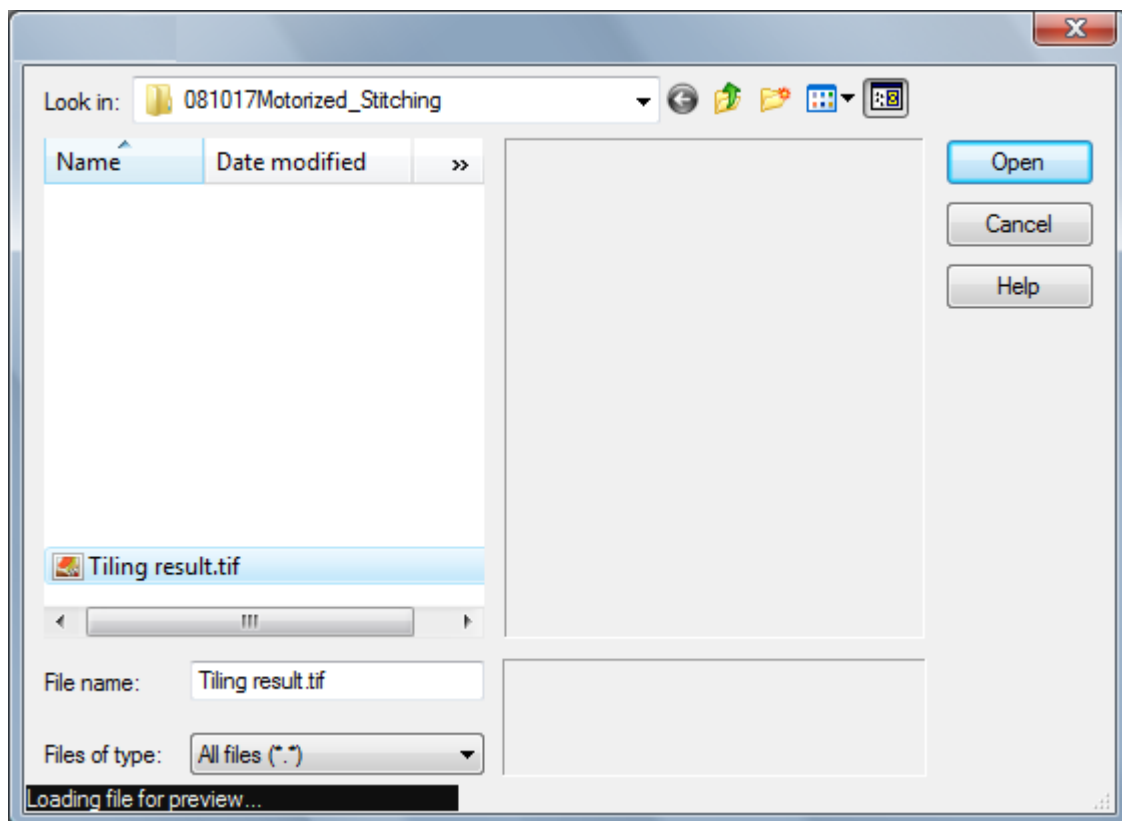 Look in: 081017Motorized_Stitching
Name Date modified »
Open
Cancel
Help
Tiling result.tif
File name: Tiling result.tif
Files of type: All files (*.*)
Loading file for preview...